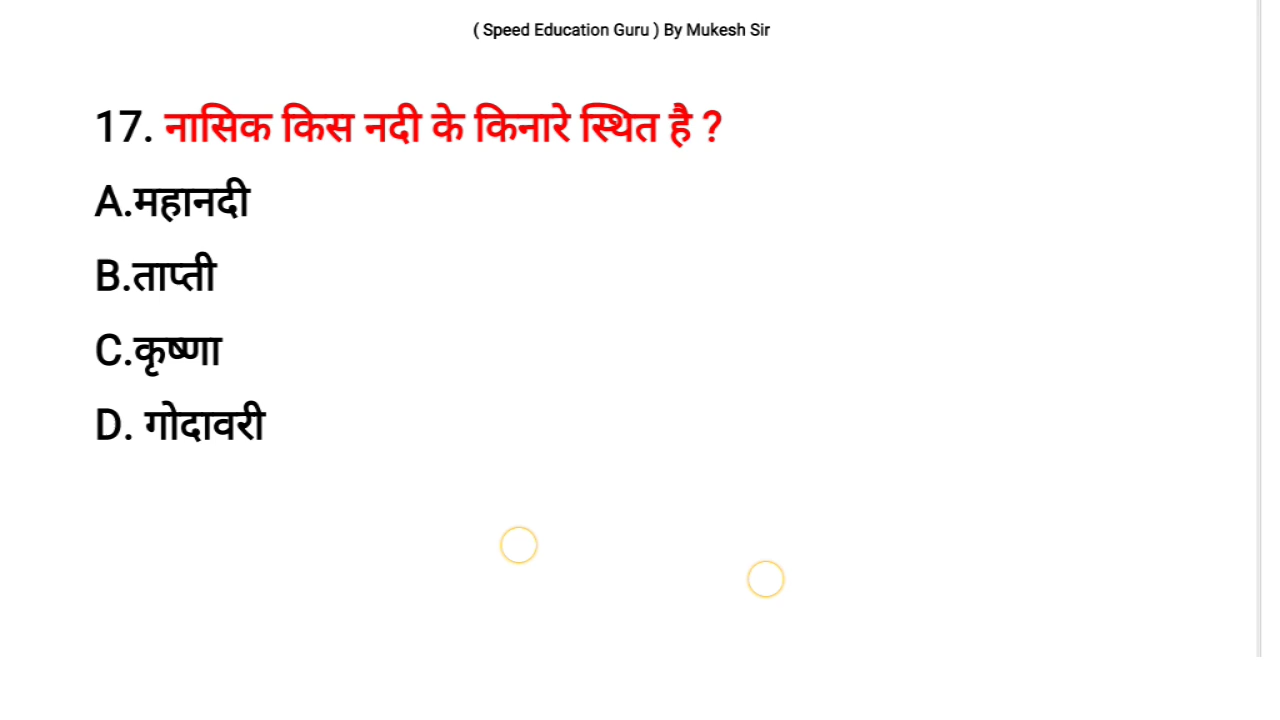 ( Speed Education Guru ) By Mukesh Sir
17. नासिक किस नदी के किनारे स्थित है ?
A.महानदी
B.ताप्ती
C.कृष्णा
D. गोदावरी